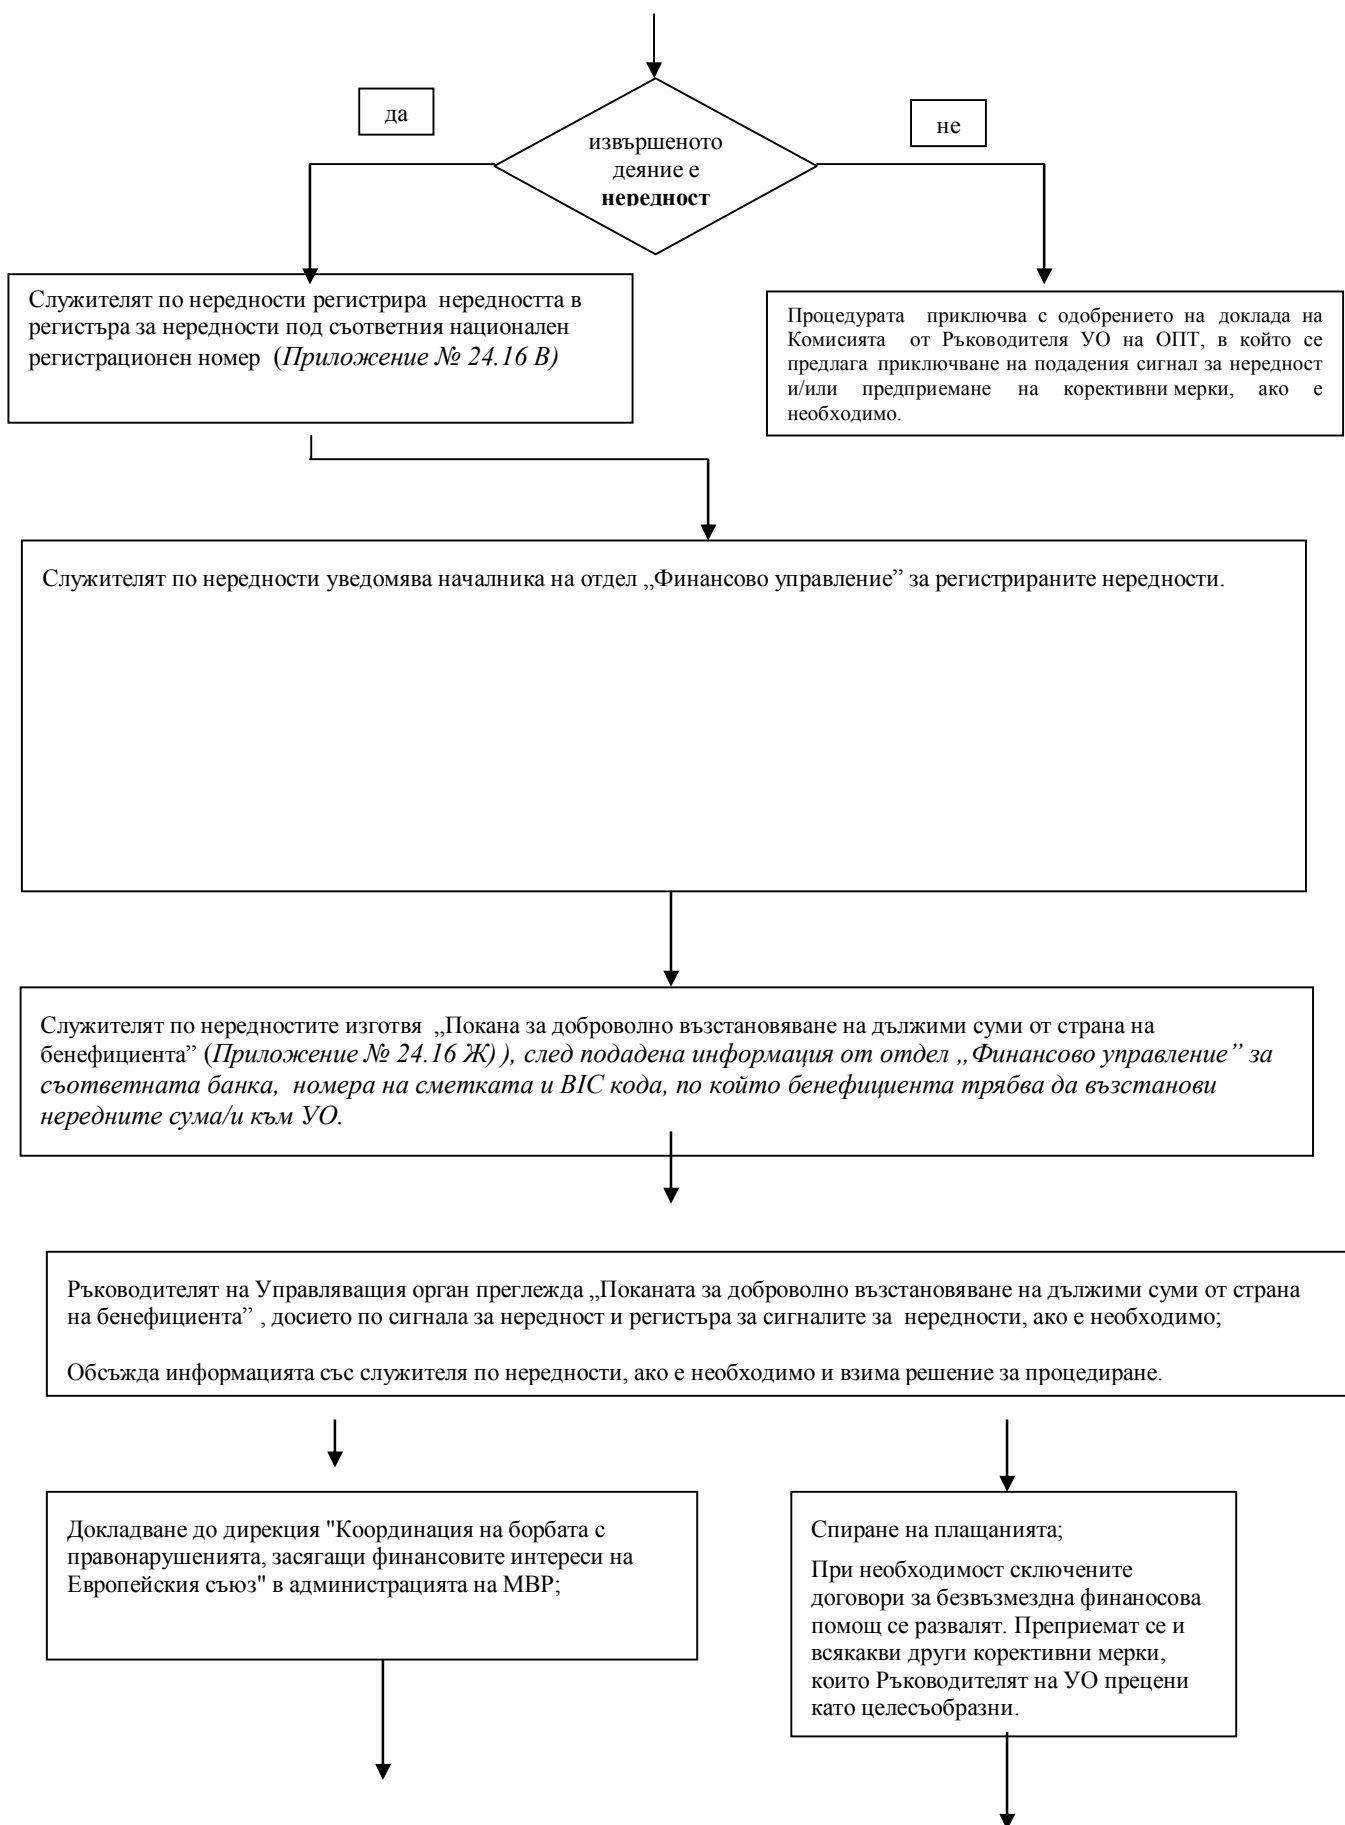 да
не
извършеното
деяние е
нередност
Служителят по нередности регистрира нередността в
регистъра за нередности под съответния национален
регистрационен номер (Приложение № 24.16 В)
Процедурата приключва с одобрението на доклада на
Комисията от Ръководителя УО на ОПТ, в който се
предлага приключване на подадения сигнал за нередност
и/или предприемане на корективни мерки, ако е
необходимо.
Служителят по нередности уведомява началника на отдел „Финансово управление” за регистрираните нередности.
Служителят по нередностите изготвя „Покана за доброволно възстановяване на дължими суми от страна на
бенефициента” (Приложение № 24.16 Ж) ), след подадена информация от отдел „Финансово управление” за
съответната банка, номера на сметката и BIC кода, по който бенефициента трябва да възстанови
нередните сума/и към УО.
Ръководителят на Управляващия орган преглежда „Поканата за доброволно възстановяване на дължими суми от страна
на бенефициента” , досието по сигнала за нередност и регистъра за сигналите за нередности, ако е необходимо;
Обсъжда информацията със служителя по нередности, ако е необходимо и взима решение за процедиране.
Докладване до дирекция "Координация на борбата с
правонарушенията, засягащи финансовите интереси на
Европейския съюз" в администрацията на МВР;
Спиране на плащанията;
При необходимост сключените
договори за безвъзмездна финаносова
помощ се развалят. Преприемат се и
всякакви други корективни мерки,
които Ръководителят на УО прецени
като целесъобразни.